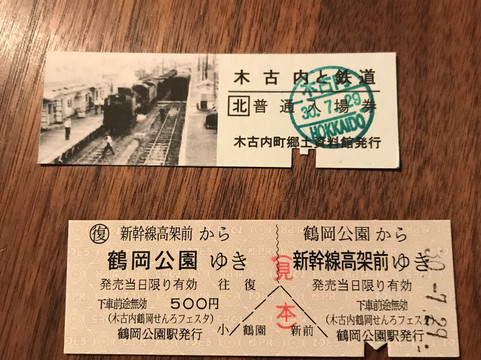 木古内と鉄道
北 普通入場券
木古内
30.7.29
HOKKAIDO
木古内町郷土資料館発行
復 新幹線高架前 から
鶴岡公園 ゆき
発売当日限り有効 往復
下車前途無効 500円
(木古内鶴岡せんろフェスタ)
鶴岡公園駅発行
小/鶴園
鶴岡公園 から
新幹線高架前 ゆき
発売当日限り有効
下車前途無効
(木古内鶴岡せんろフェスタ)
新前 鶴岡公園駅発行
(見本)
30.-7.29.-